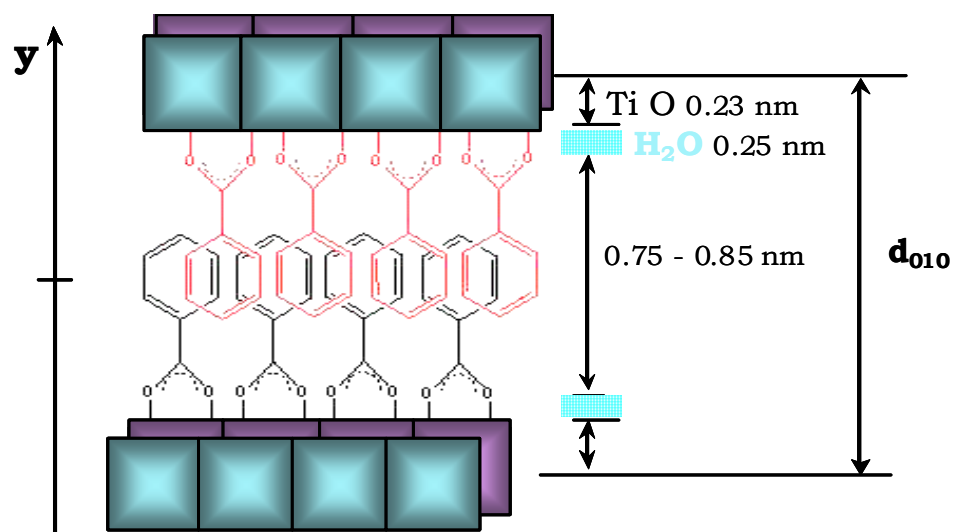 y
Ti O 0.23 nm
H₂O 0.25 nm
0.75 - 0.85 nm
d₀₁₀
O O O O O O O O
O O O O O O O O